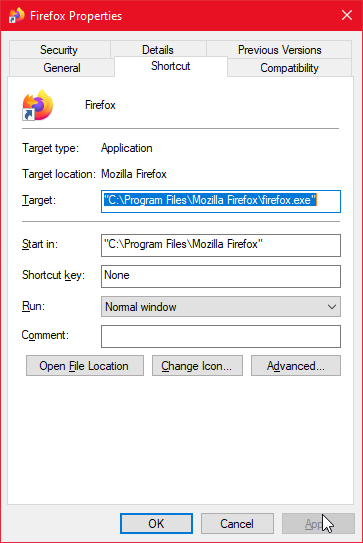 Firefox Properties
Security Details Previous Versions
General Shortcut Compatibility
Firefox
Target type: Application
Target location: Mozilla Firefox
Target: "C:\Program Files\Mozilla Firefox\firefox.exe"
Start in: "C:\Program Files\Mozilla Firefox"
Shortcut key: None
Run: Normal window
Comment:
Open File Location Change Icon... Advanced...
OK Cancel